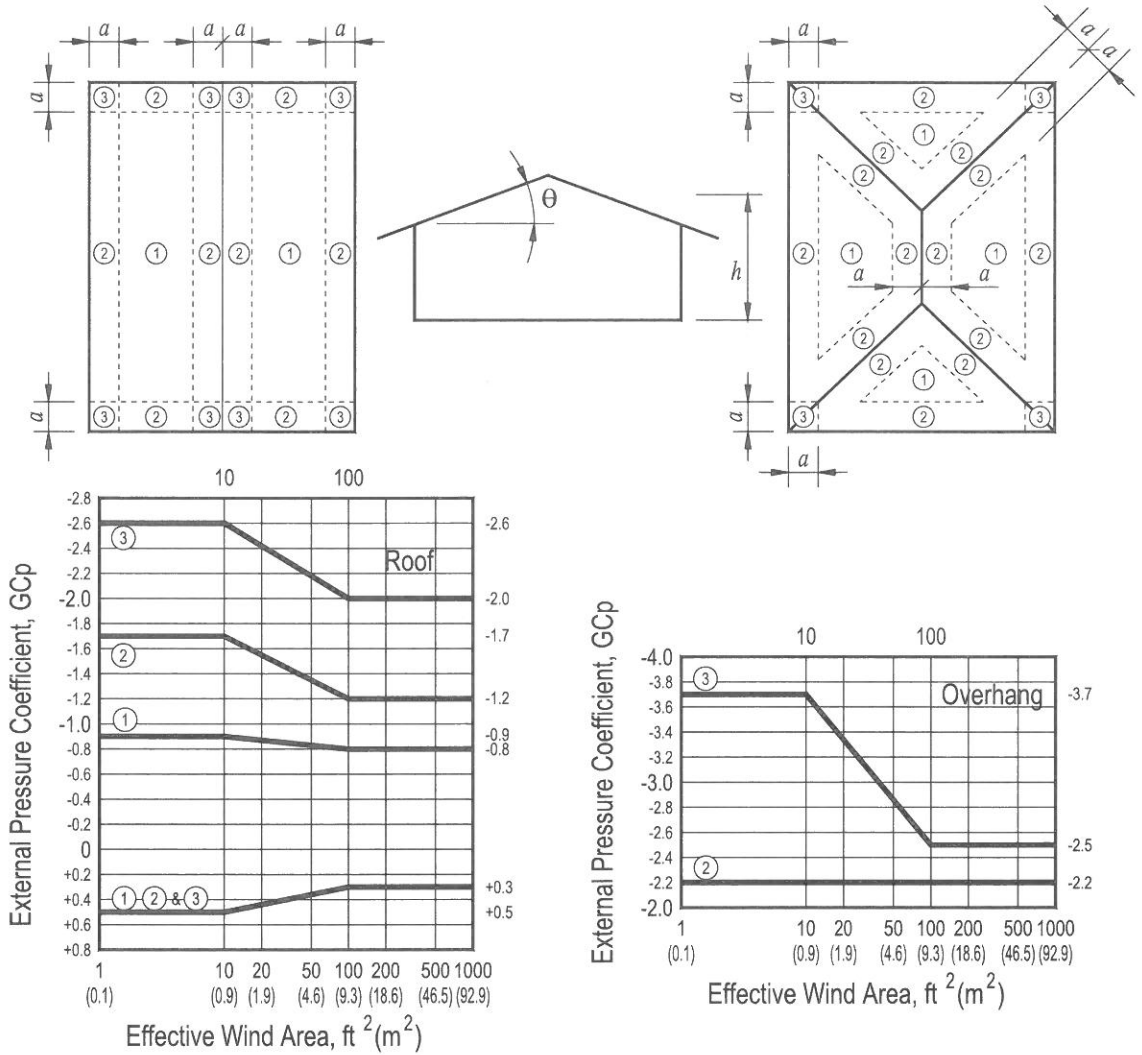 a a a a
a
③ ② ③ ③ ② ③
② ① ② ② ① ②
a
③ ② ③ ③ ② ③
θ
h
a a a
a
③ ② ③
①
② ②
② ②
② ① ② ② ① ②
a a
② ②
② ②
①
a
③ ② ③
a
10 100
External Pressure Coefficient, GCp
-2.8
-2.6 -2.6
③
-2.4 Roof
-2.2
-2.0 -2.0
-1.8
-1.7
-1.6
②
-1.4
-1.2 -1.2
-1.0
①
-0.9
-0.8 -0.8
-0.6
-0.4
-0.2
0
+0.2
+0.3
+0.4 ① ② & ③
+0.5
+0.6
+0.8
1 10 20 50 100 200 500 1000
(0.1) (0.9) (1.9) (4.6) (9.3) (18.6) (46.5) (92.9)
Effective Wind Area, ft 2 (m2)
10 100
External Pressure Coefficient, GCp
-4.0
-3.8 ③ Overhang -3.7
-3.6
-3.4
-3.2
-3.0
-2.8
-2.6
-2.5
-2.4
②
-2.2 -2.2
-2.0
1 10 20 50 100 200 500 1000
(0.1) (0.9) (1.9) (4.6) (9.3) (18.6) (46.5) (92.9)
Effective Wind Area, ft 2 (m2)